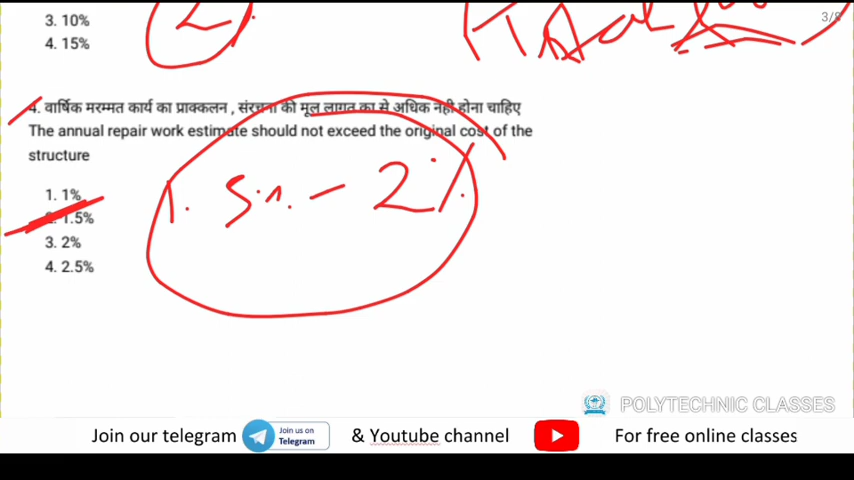 3/8
3. 10%
4. 15%
2%
4. वार्षिक मरम्मत कार्य का प्राक्कलन , संरचना की मूल लागत का से अधिक नही होना चाहिए
The annual repair work estimate should not exceed the original cost of the
structure
1. 1%
2. 1.5%
3. 2%
4. 2.5%
1.5% - 2%
POLYTECHNIC CLASSES
Join our telegram Join us on Telegram & Youtube channel For free online classes